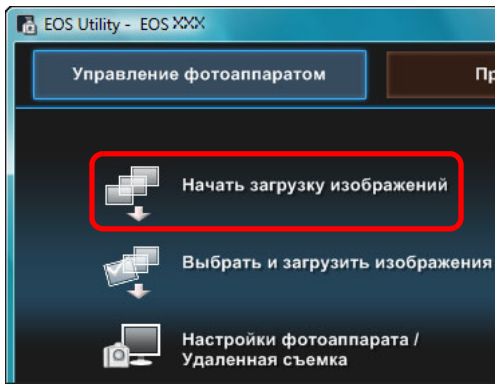 EOS Utility - EOS XXX
Управление фотоаппаратом
Пр
Начать загрузку изображений
Выбрать и загрузить изображения
Настройки фотоаппарата /
Удаленная съемка